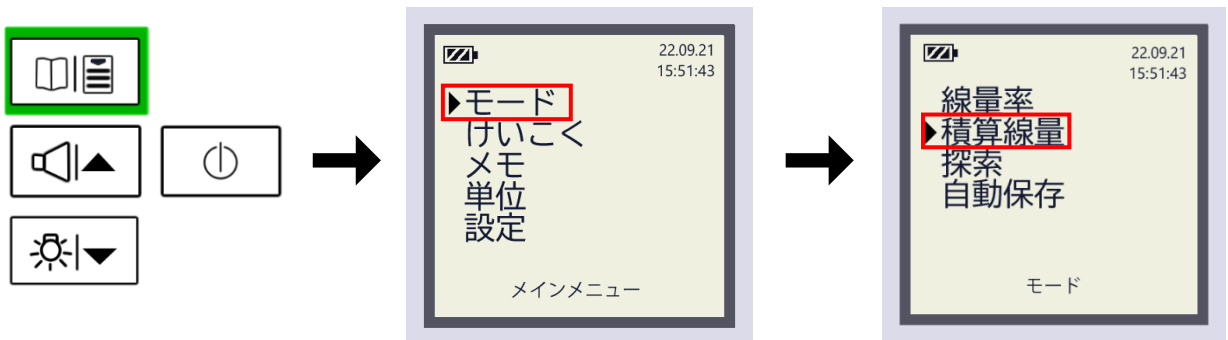 22.09.21
15:51:43
モード
けいこく
メモ
単位
設定
メインメニュー
22.09.21
15:51:43
線量率
積算線量
探索
自動保存
モード